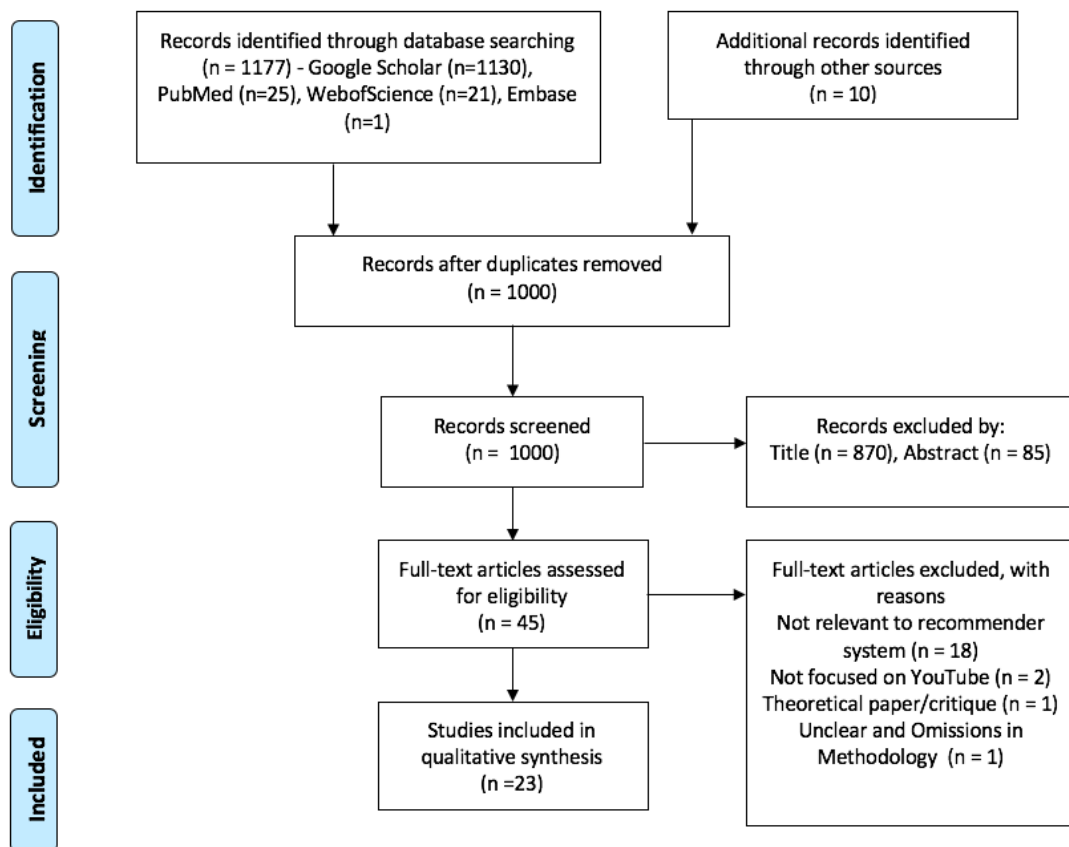 Identification
Records identified through database searching
(n = 1177) - Google Scholar (n=1130),
PubMed (n=25), WebofScience (n=21), Embase
(n=1)
Additional records identified
through other sources
(n = 10)
Screening
Records after duplicates removed
(n = 1000)
Records screened
(n = 1000)
Records excluded by:
Title (n = 870), Abstract (n = 85)
Eligibility
Full-text articles assessed
for eligibility
(n = 45)
Full-text articles excluded, with
reasons
Not relevant to recommender
system (n = 18)
Not focused on YouTube (n = 2)
Theoretical paper/critique (n = 1)
Unclear and Omissions in
Methodology (n = 1)
Included
Studies included in
qualitative synthesis
(n =23)